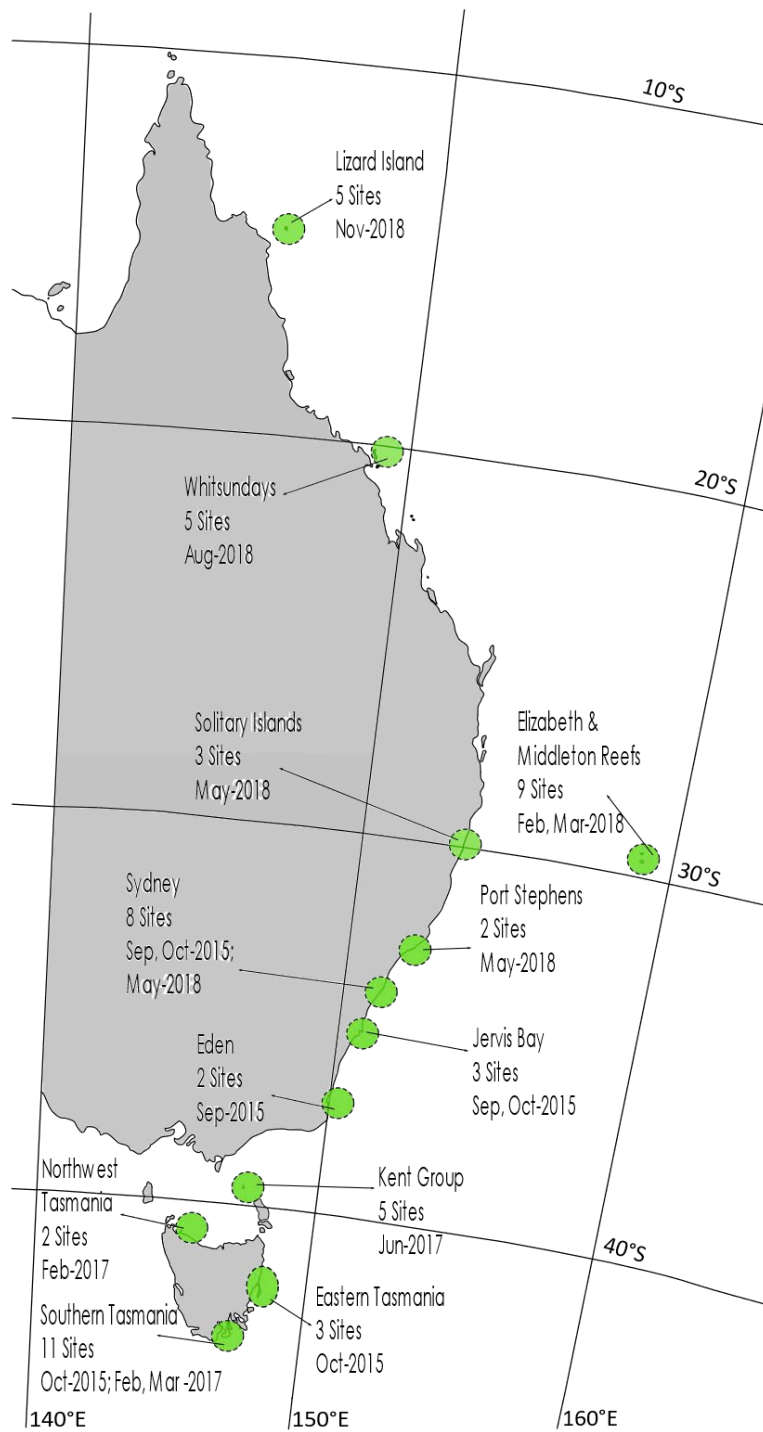 10°S
Lizard Island
5 Sites
Nov-2018
20°S
Whitsundays
5 Sites
Aug-2018
Solitary Islands
3 Sites
May-2018
Elizabeth &
Middleton Reefs
9 Sites
Feb, Mar-2018
30°S
Sydney
8 Sites
Sep, Oct-2015;
May-2018
Port Stephens
2 Sites
May-2018
Eden
2 Sites
Sep-2015
Jervis Bay
3 Sites
Sep, Oct-2015
Northwest
Tasmania
2 Sites
Feb-2017
Kent Group
5 Sites
Jun-2017
40°S
Southern Tasmania
11 Sites
Oct-2015; Feb, Mar-2017
Eastern Tasmania
3 Sites
Oct-2015
140°E
150°E
160°E